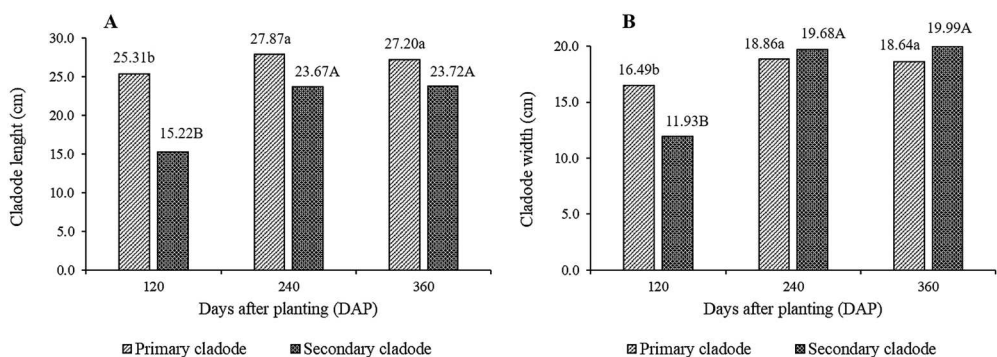 A
30.0
25.0
20.0
15.0
10.0
5.0
0.0
Cladode lenght (cm)
25.31b
15.22B
27.87a
23.67A
27.20a
23.72A
120
240
360
Days after planting (DAP)
Primary cladode
Secondary cladode
B
20.0
15.0
10.0
5.0
0.0
Cladode width (cm)
16.49b
11.93B
18.86a
19.68A
18.64a
19.99A
120
240
360
Days after planting (DAP)
Primary cladode
Secondary cladode